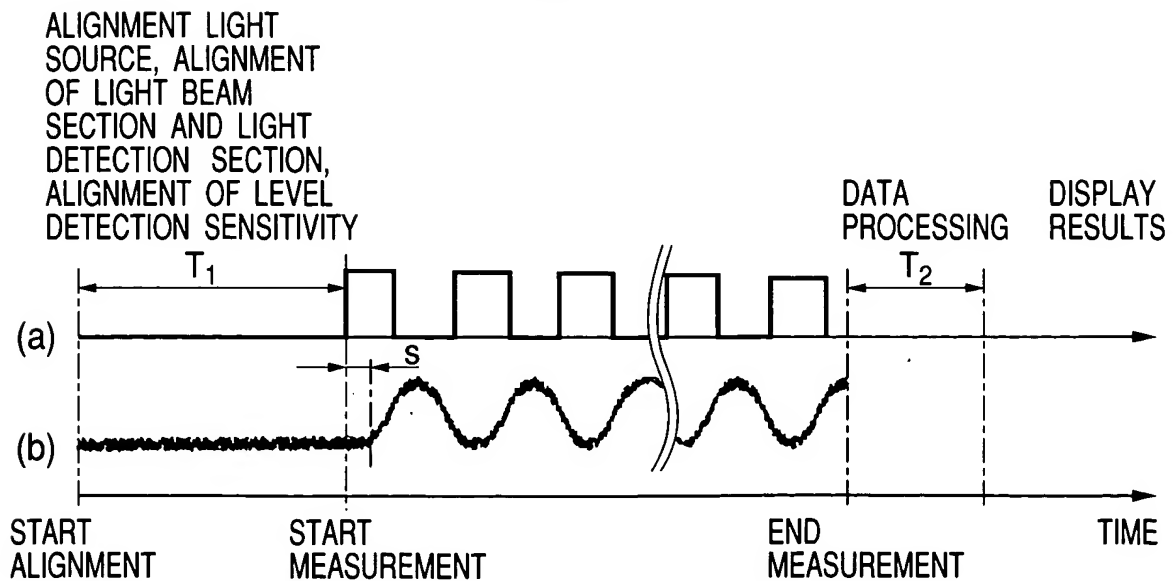 ALIGNMENT LIGHT
SOURCE, ALIGNMENT
OF LIGHT BEAM
SECTION AND LIGHT
DETECTION SECTION,
ALIGNMENT OF LEVEL
DETECTION SENSITIVITY
DATA
PROCESSING
DISPLAY
RESULTS
T1
T2
(a)
s
(b)
START
ALIGNMENT
START
MEASUREMENT
END
MEASUREMENT
TIME